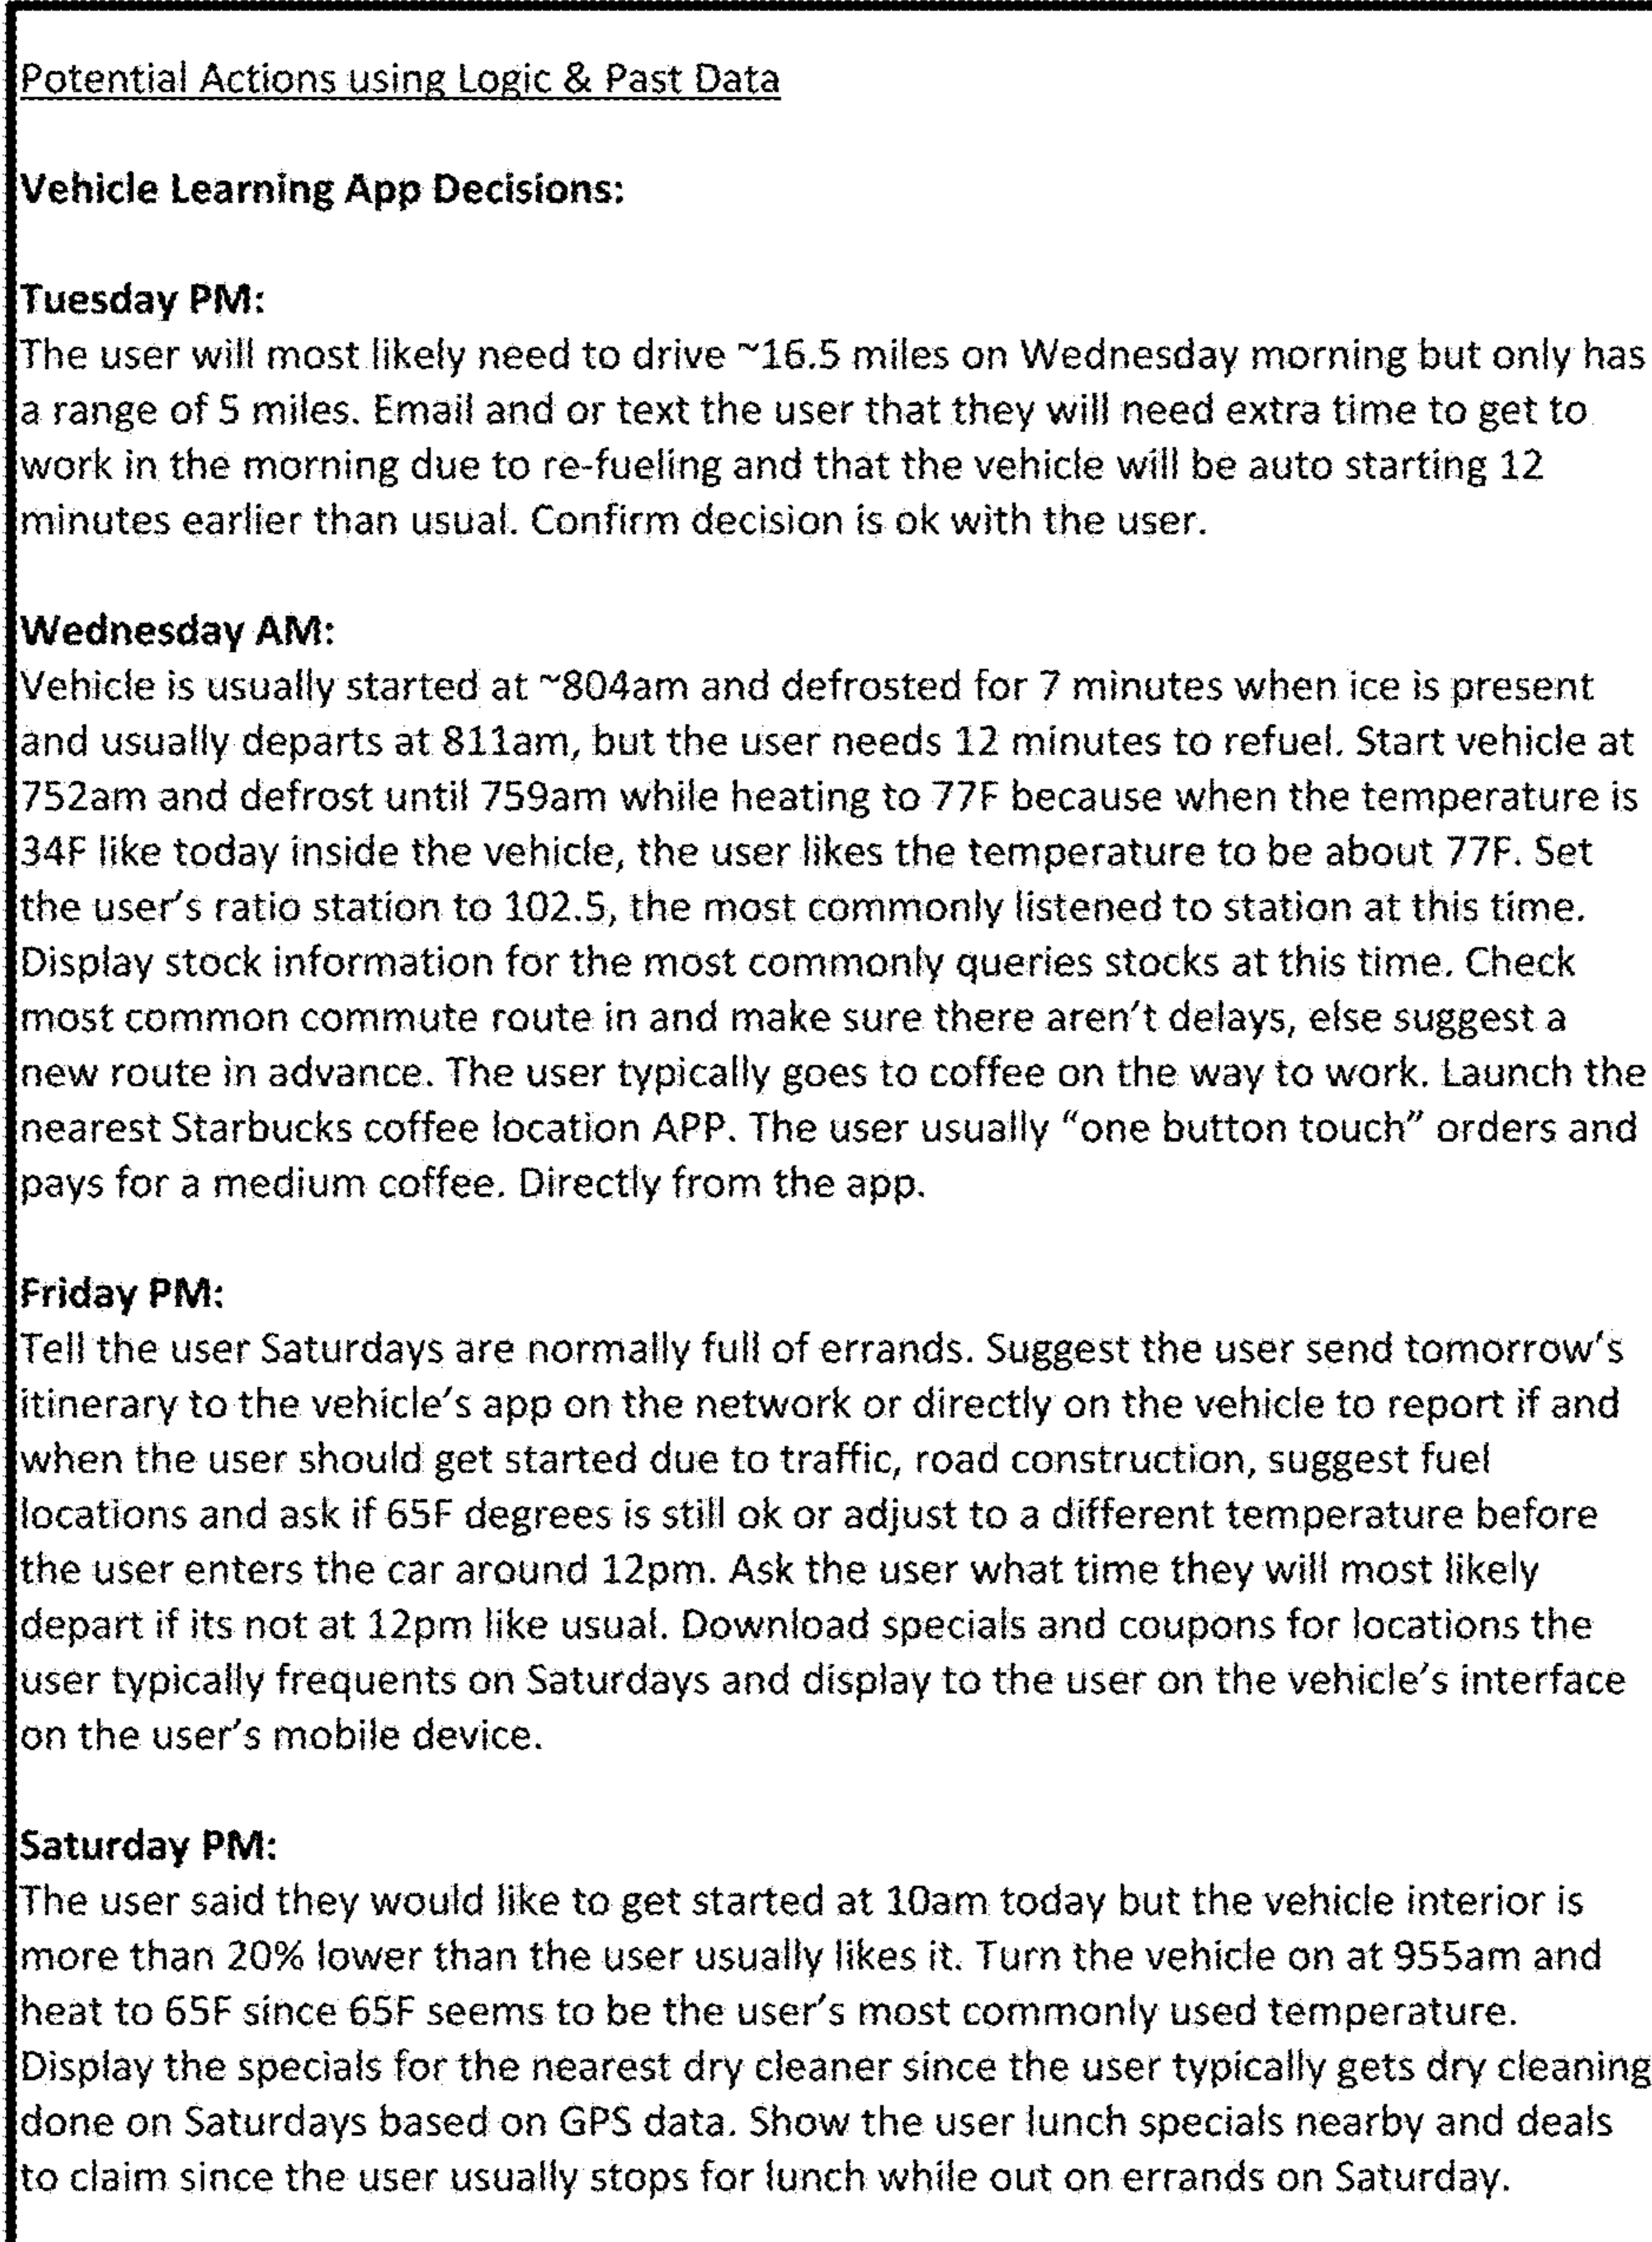 Potential Actions using Logic & Past Data
Vehicle Learning App Decisions:
Tuesday PM:
The user will most likely need to drive ~16.5 miles on Wednesday morning but only has
a range of 5 miles. Email and or text the user that they will need extra time to get to
work in the morning due to re-fueling and that the vehicle will be auto starting 12
minutes earlier than usual. Confirm decision is ok with the user.
Wednesday AM:
Vehicle is usually started at ~804am and defrosted for 7 minutes when ice is present
and usually departs at 811am, but the user needs 12 minutes to refuel. Start vehicle at
752am and defrost until 759am while heating to 77F because when the temperature is
34F like today inside the vehicle, the user likes the temperature to be about 77F. Set
the user's ratio station to 102.5, the most commonly listened to station at this time.
Display stock information for the most commonly queries stocks at this time. Check
most common commute route in and make sure there aren't delays, else suggest a
new route in advance. The user typically goes to coffee on the way to work. Launch the
nearest Starbucks coffee location APP. The user usually “one button touch” orders and
pays for a medium coffee. Directly from the app.
Friday PM:
Tell the user Saturdays are normally full of errands. Suggest the user send tomorrow's
itinerary to the vehicle's app on the network or directly on the vehicle to report if and
when the user should get started due to traffic, road construction, suggest fuel
locations and ask if 65F degrees is still ok or adjust to a different temperature before
the user enters the car around 12pm. Ask the user what time they will most likely
depart if its not at 12pm like usual. Download specials and coupons for locations the
user typically frequents on Saturdays and display to the user on the vehicle's interface
on the user's mobile device.
Saturday PM:
The user said they would like to get started at 10am today but the vehicle interior is
more than 20% lower than the user usually likes it. Turn the vehicle on at 955am and
heat to 65F since 65F seems to be the user's most commonly used temperature.
Display the specials for the nearest dry cleaner since the user typically gets dry cleaning
done on Saturdays based on GPS data. Show the user lunch specials nearby and deals
to claim since the user usually stops for lunch while out on errands on Saturday.